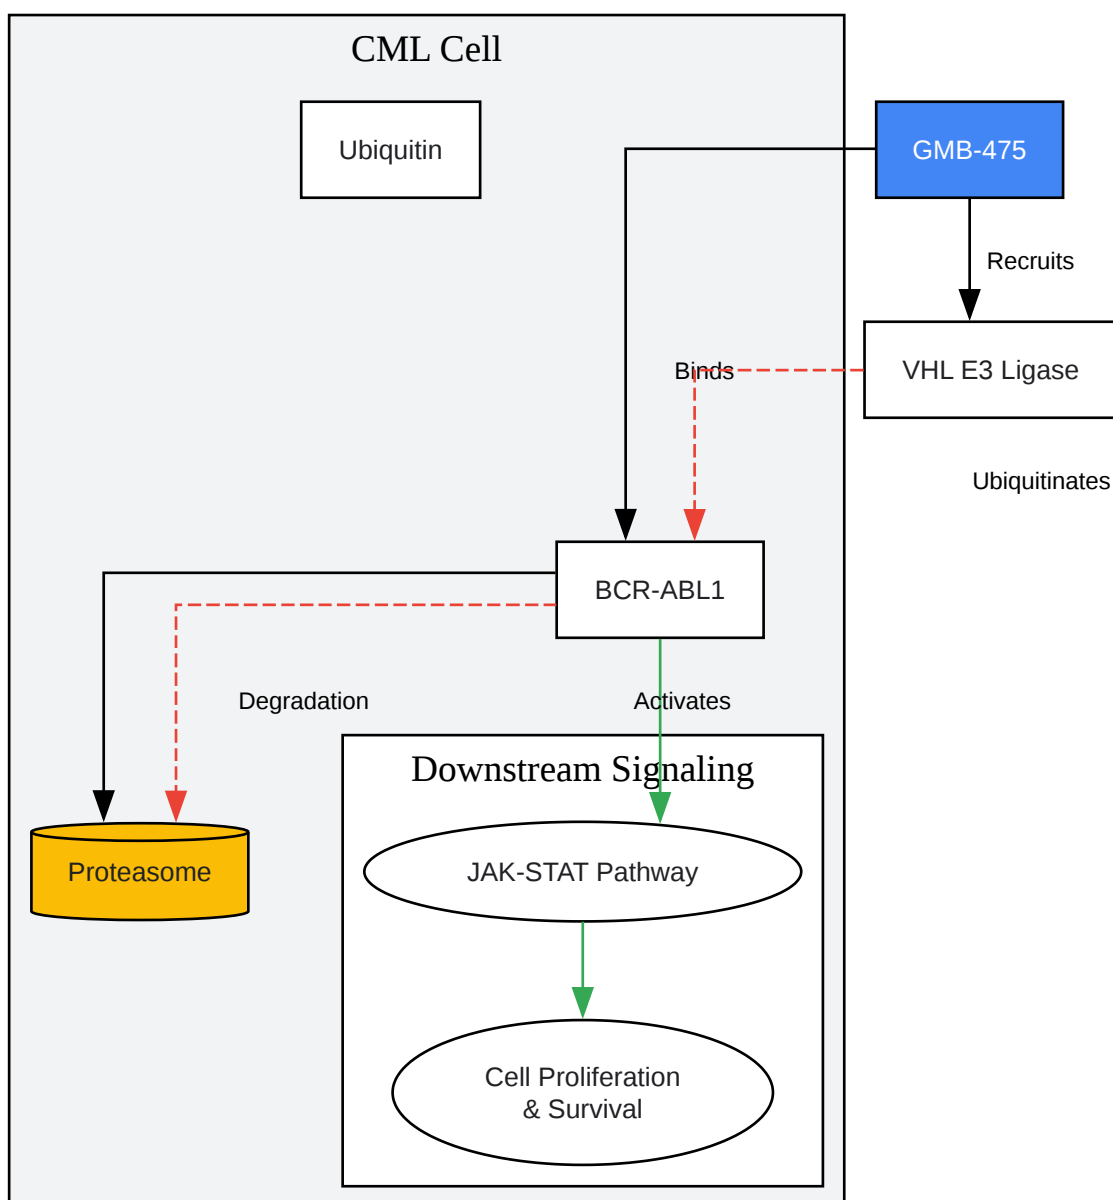 CML Cell
Ubiquitin
GMB-475
Recruits
Binds
VHL E3 Ligase
Ubiquitinates
BCR-ABL1
Degradation
Activates
Downstream Signaling
Proteasome
JAK-STAT Pathway
Cell Proliferation
& Survival